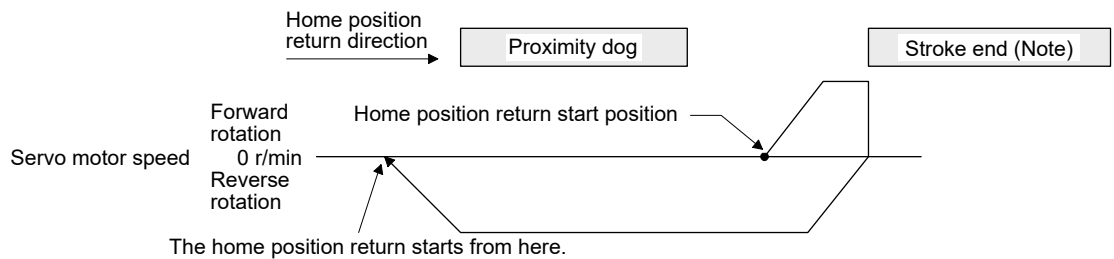 Home position
return direction
Proximity dog
Stroke end (Note)
Forward
rotation
Home position return start position
Servo motor speed
0 r/min
Reverse
rotation
The home position return starts from here.